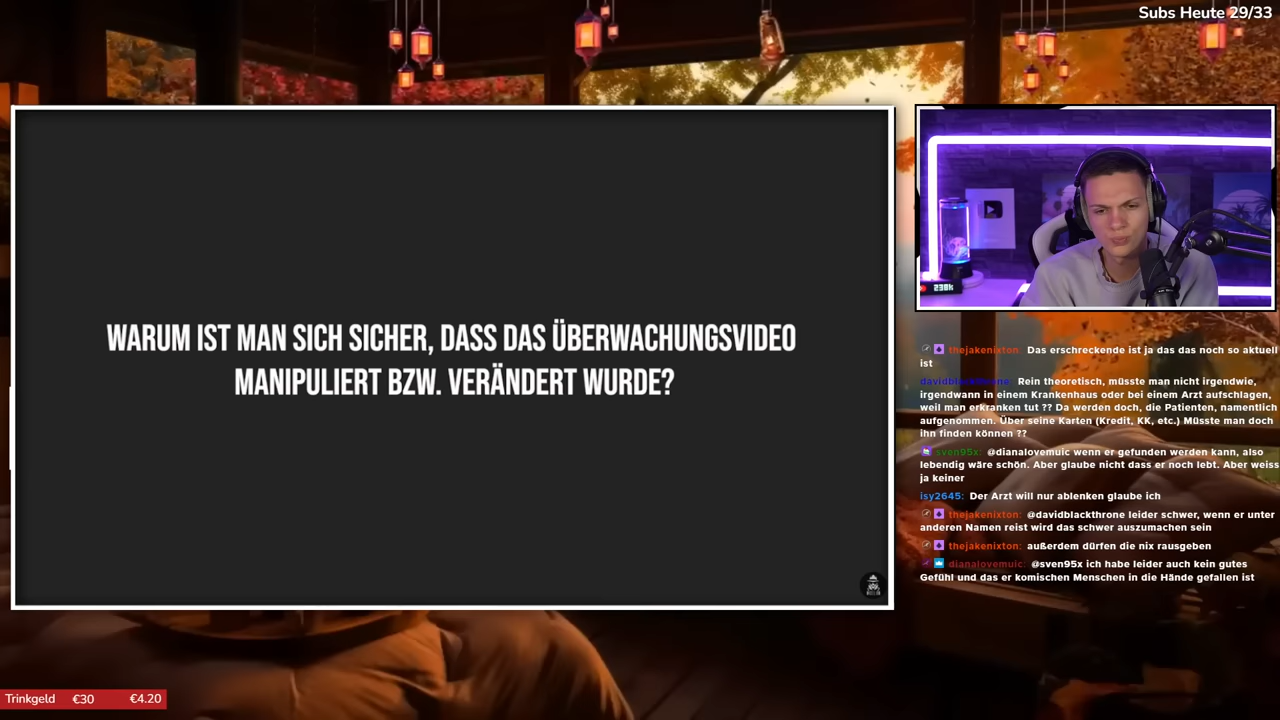 Subs Heute 29/33
WARUM IST MAN SICH SICHER, DASS DAS ÜBERWACHUNGSVIDEO
MANIPULIERT BZW. VERÄNDERT WURDE?
239k
thejakenixton: Das erschreckende ist ja das das noch so aktuell
ist
davidblackthrone: Rein theoretisch, müsste man nicht irgendwie,
irgendwann in einem Krankenhaus oder bei einem Arzt aufschlagen,
weil man erkranken tut ?? Da werden doch, die Patienten, namentlich
aufgenommen. Über seine Karten (Kredit, KK, etc.) Müsste man doch
ihn finden können ??
sven95x: @dianalovemuic wenn er gefunden werden kann, also
lebendig wäre schön. Aber glaube nicht dass er noch lebt. Aber weiss
ja keiner
isy2645: Der Arzt will nur ablenken glaube ich
thejakenixton: @davidblackthrone leider schwer, wenn er unter
anderen Namen reist wird das schwer auszumachen sein
thejakenixton: außerdem dürfen die nix rausgeben
dianalovemuic: @sven95x ich habe leider auch kein gutes
Gefühl und das er komischen Menschen in die Hände gefallen ist
Trinkgeld €30 €4.20